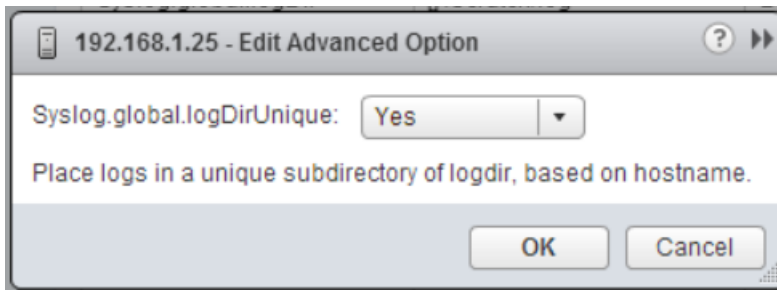 192.168.1.25 - Edit Advanced Option ?
Syslog.global.logDirUnique: Yes
Place logs in a unique subdirectory of logdir, based on hostname.
OK Cancel